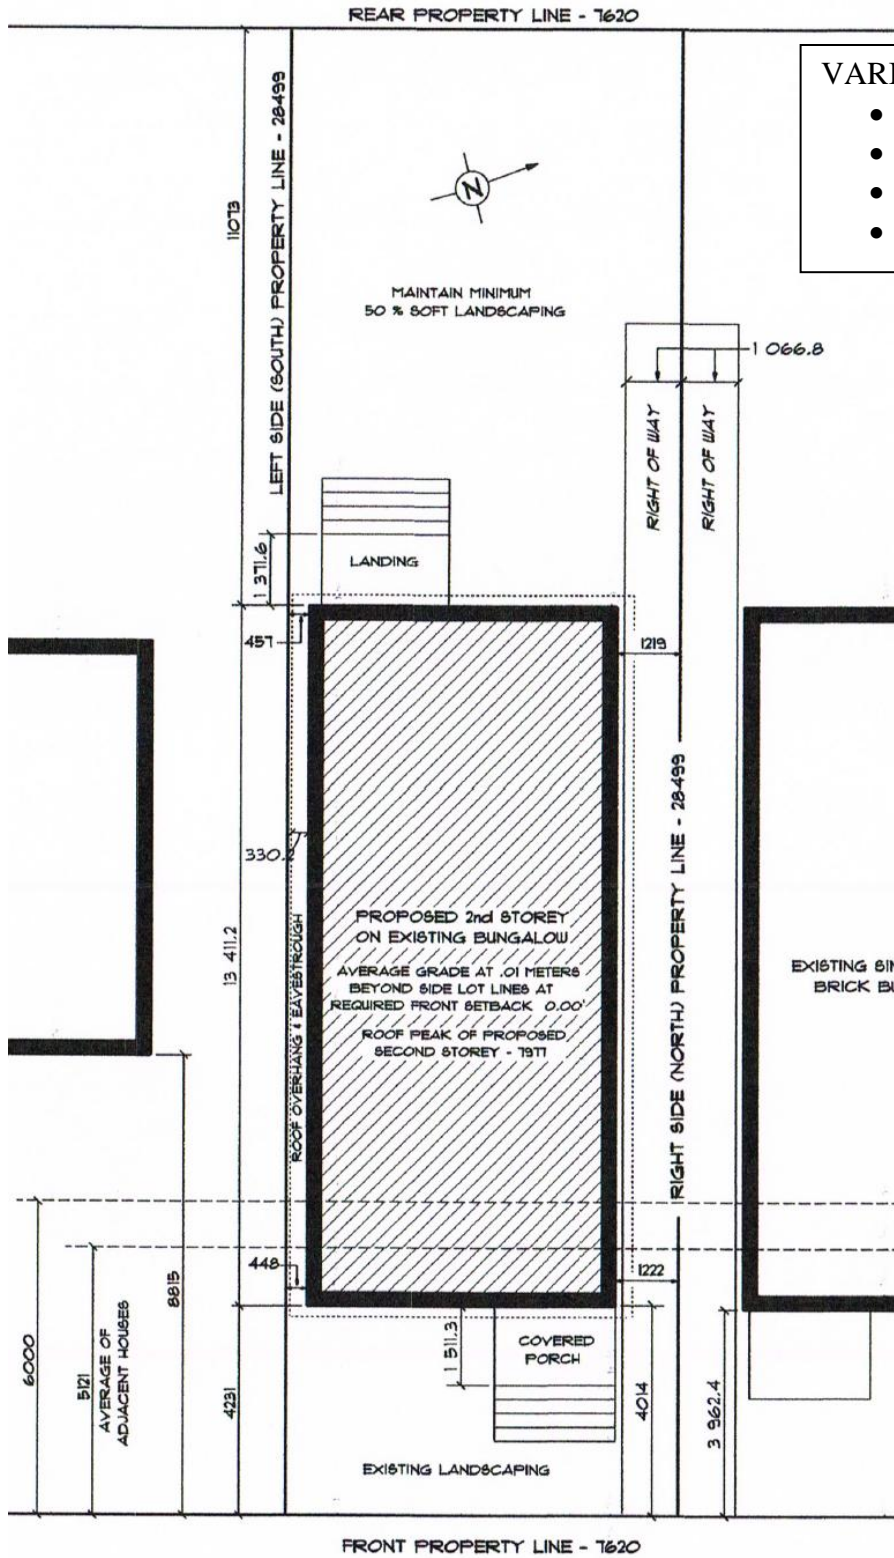 REAR PROPERTY LINE - 7620
LEFT SIDE (SOUTH) PROPERTY LINE - 28499
11073
N
MAINTAIN MINIMUM
50 % SOFT LANDSCAPING
1 066.8
RIGHT OF WAY
RIGHT OF WAY
1 371.6
LANDING
457
1219
330.2
13 411.2
ROOF OVERHANG & EAVESTROUGH
PROPOSED 2nd STOREY
ON EXISTING BUNGALOW
AVERAGE GRADE AT .01 METERS
BEYOND SIDE LOT LINES AT
REQUIRED FRONT SETBACK 0.00'
ROOF PEAK OF PROPOSED
SECOND STOREY - 7977
RIGHT SIDE (NORTH) PROPERTY LINE - 28499
EXISTING
BRICK
448
1222
6000
5121
AVERAGE OF
ADJACENT HOUSES
8815
4231
1 511.3
COVERED
PORCH
4014
3 962.4
EXISTING LANDSCAPING
FRONT PROPERTY LINE - 7620